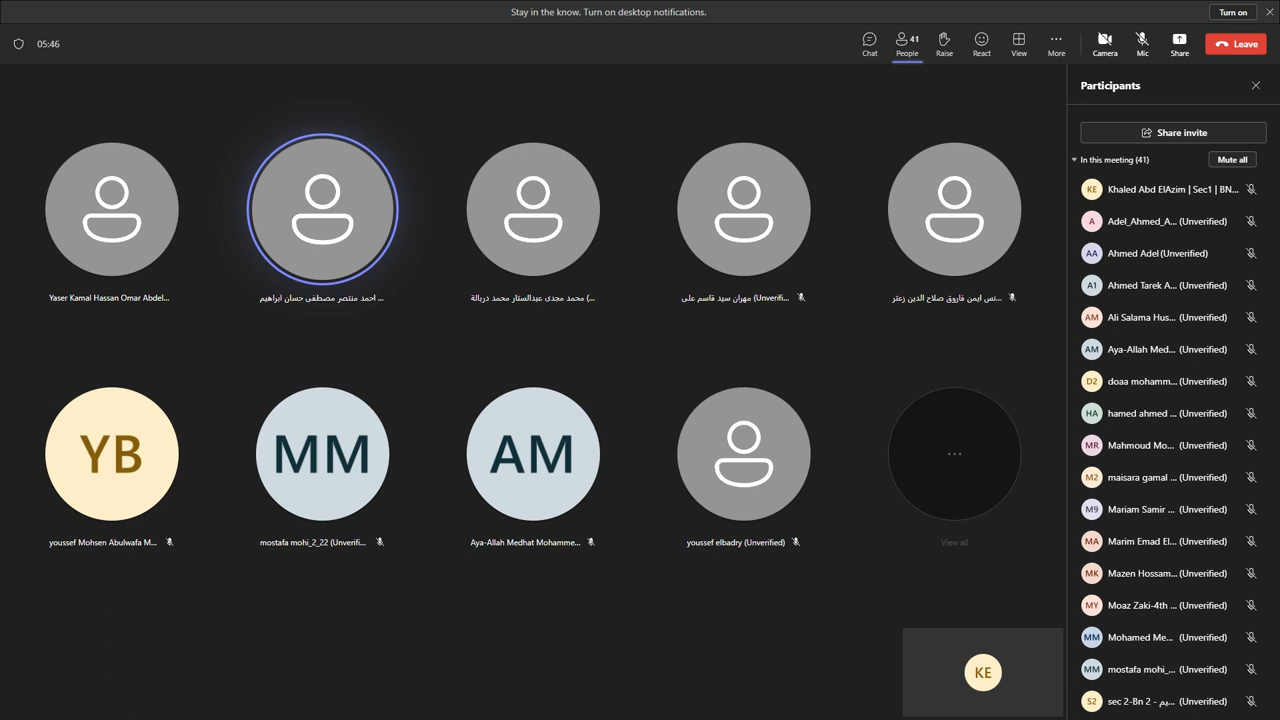 Stay in the know. Turn on desktop notifications.
Turn on
05:46
Chat
41
People
Raise
React
View
More
Camera
Mic
Share
Leave
Participants
Share invite
In this meeting (41)
Mute all
Yaser Kamal Hassan Omar Abdel...
احمد منتصر مصطفى حسان ابراهيم ...
محمد مجدى عبدالستار محمد دربالة (...
مهران سيد قاسم على (Unverifi...
نس ايمن فاروق صلاح الدين زعتر...
YB
youssef Mohsen Abulwafa M...
MM
mostafa mohi_2_22 (Unverifi...
AM
Aya-Allah Medhat Mohamme...
youssef elbadry (Unverified)
View all
KE
KE
Khaled Abd ElAzim | Sec1 | BN...
A
Adel_Ahmed_A... (Unverified)
AA
Ahmed Adel(Unverified)
A1
Ahmed Tarek A... (Unverified)
AM
Ali Salama Hus... (Unverified)
AM
Aya-Allah Med... (Unverified)
D2
doaa mohamm... (Unverified)
HA
hamed ahmed ... (Unverified)
MR
Mahmoud Mo... (Unverified)
M2
maisara gamal ... (Unverified)
M9
Mariam Samir ... (Unverified)
MA
Marim Emad El... (Unverified)
MK
Mazen Hossam... (Unverified)
MY
Moaz Zaki-4th ... (Unverified)
MM
Mohamed Me... (Unverified)
MM
mostafa mohi_... (Unverified)
S2
sec 2-Bn 2 - يم... (Unverified)